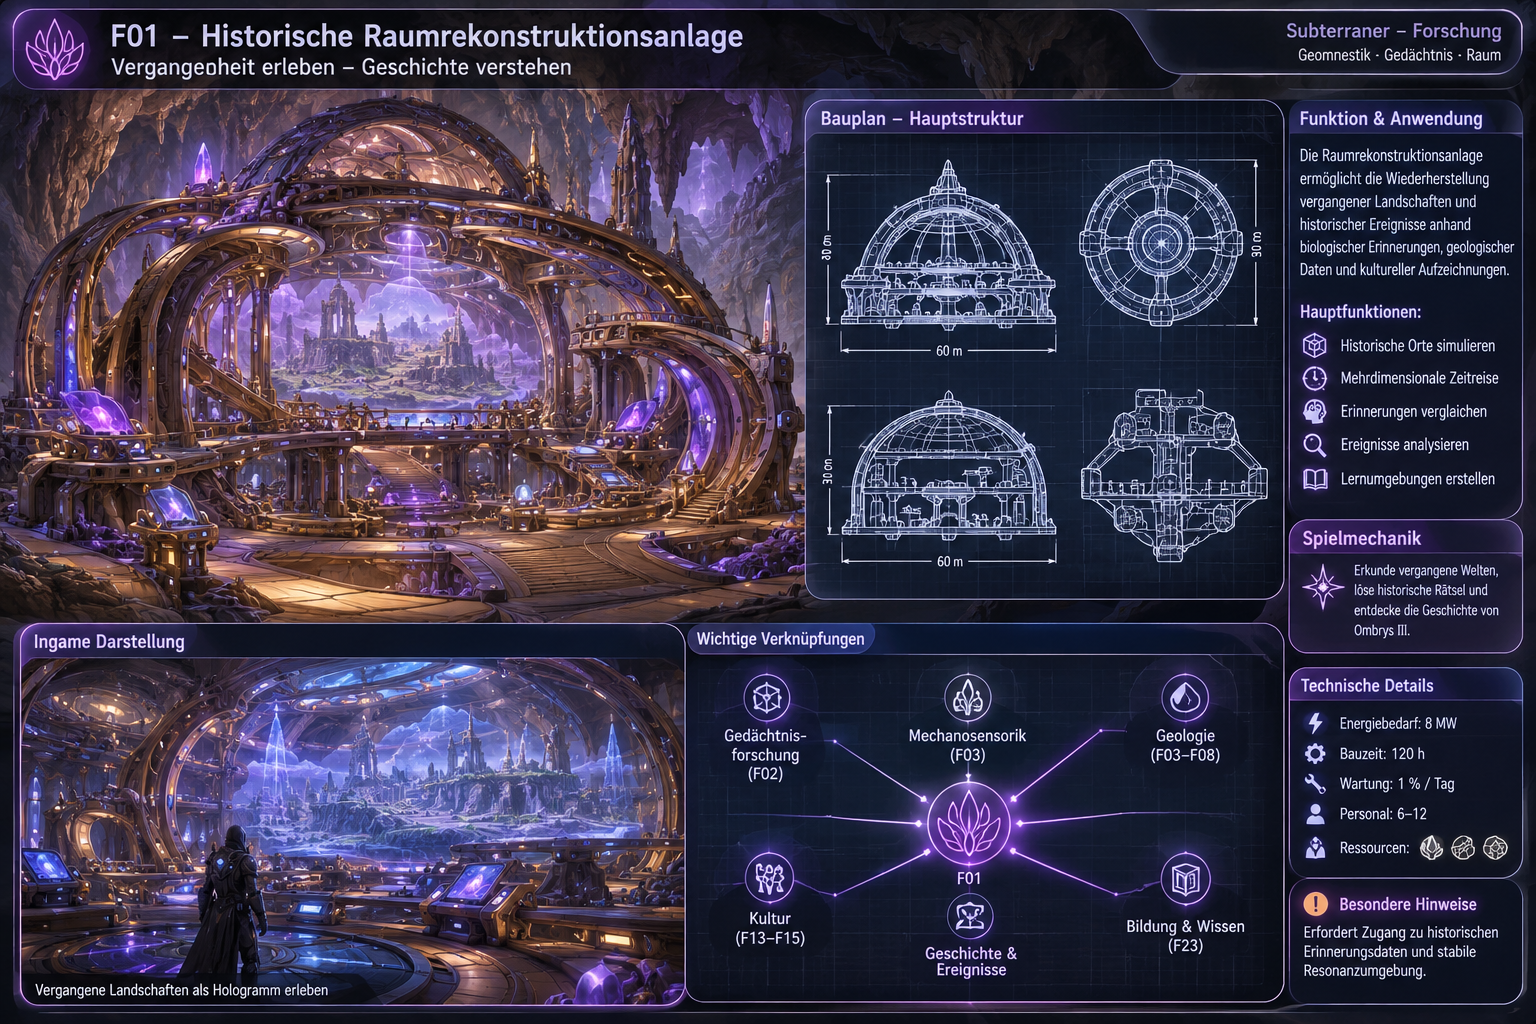 F01 – Historische Raumrekonstruktionsanlage
Vergangenheit erleben – Geschichte verstehen
Subterraner – Forschung
Geomnestik · Gedächtnis · Raum
Bauplan – Hauptstruktur
60 m
30 m
30 m
60 m
Funktion & Anwendung
Die Raumrekonstruktionsanlage
ermöglicht die Wiederherstellung
vergangener Landschaften und
historischer Ereignisse anhand
biologischer Erinnerungen, geologischer
Daten und kultureller Aufzeichnungen.
Hauptfunktionen:
Historische Orte simulieren
Mehrdimensionale Zeitreise
Erinnerungen verglaichen
Ereignisse analysieren
Lernumgebungen erstellen
Spielmechanik
Erkunde vergangene Welten,
löse historische Rätsel und
entdecke die Geschichte von
Ombrys III.
Ingame Darstellung
Vergangene Landschaften als Hologramm erleben
Wichtige Verknüpfungen
Gedächtnis-
forschung
(F02)
Mechanosensorik
(F03)
Geologie
(F03–F08)
F01
Kultur
(F13–F15)
Geschichte &
Ereignisse
Bildung & Wissen
(F23)
Technische Details
Energiebedarf: 8 MW
Bauzeit: 120 h
Wartung: 1 % / Tag
Personal: 6–12
Ressourcen:
Besondere Hinweise
Erfordert Zugang zu historischen
Erinnerungsdaten und stabile
Resonanzumgebung.